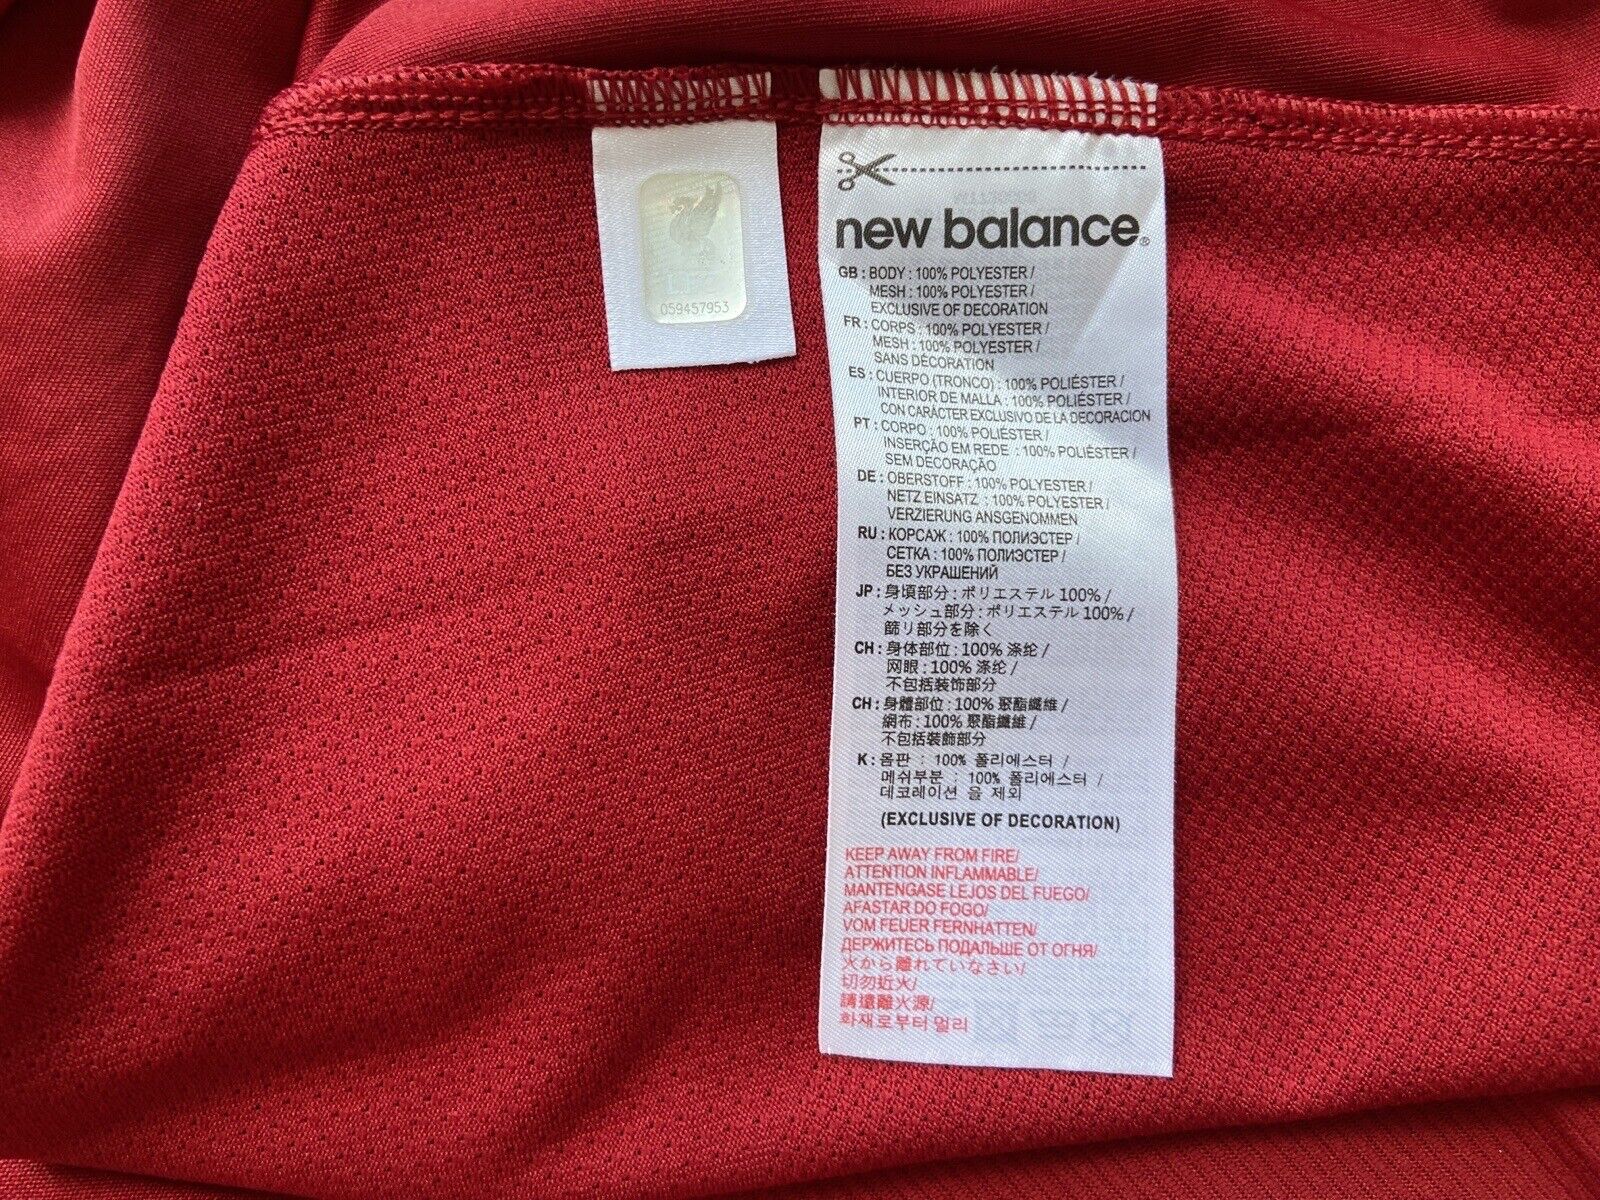 059457953
new balance®
GB : BODY : 100% POLYESTER /
MESH : 100% POLYESTER /
EXCLUSIVE OF DECORATION
FR : CORPS : 100% POLYESTER /
MESH : 100% POLYESTER /
SANS DÉCORATION
ES : CUERPO (TRONCO) : 100% POLIÉSTER /
INTERIOR DE MALLA : 100% POLIÉSTER /
CON CARÁCTER EXCLUSIVO DE LA DECORACION
PT : CORPO : 100% POLIÉSTER /
INSERÇÃO EM REDE : 100% POLIÉSTER /
SEM DECORAÇÃO
DE : OBERSTOFF : 100% POLYESTER /
NETZ EINSATZ : 100% POLYESTER /
VERZIERUNG ANSGENOMMEN
RU : КОРСАЖ : 100% ПОЛИЭСТЕР /
СЕТКА : 100% ПОЛИЭСТЕР /
БЕЗ УКРАШЕНИЙ
JP : 身頃部分 : ポリエステル 100% /
メッシュ部分 : ポリエステル 100% /
篩リ部分を除く
CH : 身体部位 : 100% 涤纶 /
网眼 : 100% 涤纶 /
不包括装饰部分
CH : 身體部位 : 100% 聚酯纖維 /
網布 : 100% 聚酯纖維 /
不包括裝飾部分
K : 몸판 : 100% 폴리에스터 /
메쉬부분 : 100% 폴리에스터 /
데코레이션 을 제외
(EXCLUSIVE OF DECORATION)
KEEP AWAY FROM FIRE/
ATTENTION INFLAMMABLE/
MANTENGASE LEJOS DEL FUEGO/
AFASTAR DO FOGO/
VOM FEUER FERNHATTEN/
ДЕРЖИТЕСЬ ПОДАЛЬШЕ ОТ ОГНЯ/
火から離れていなさい/
切勿近火/
請遠離火源/
화재로부터 멀리